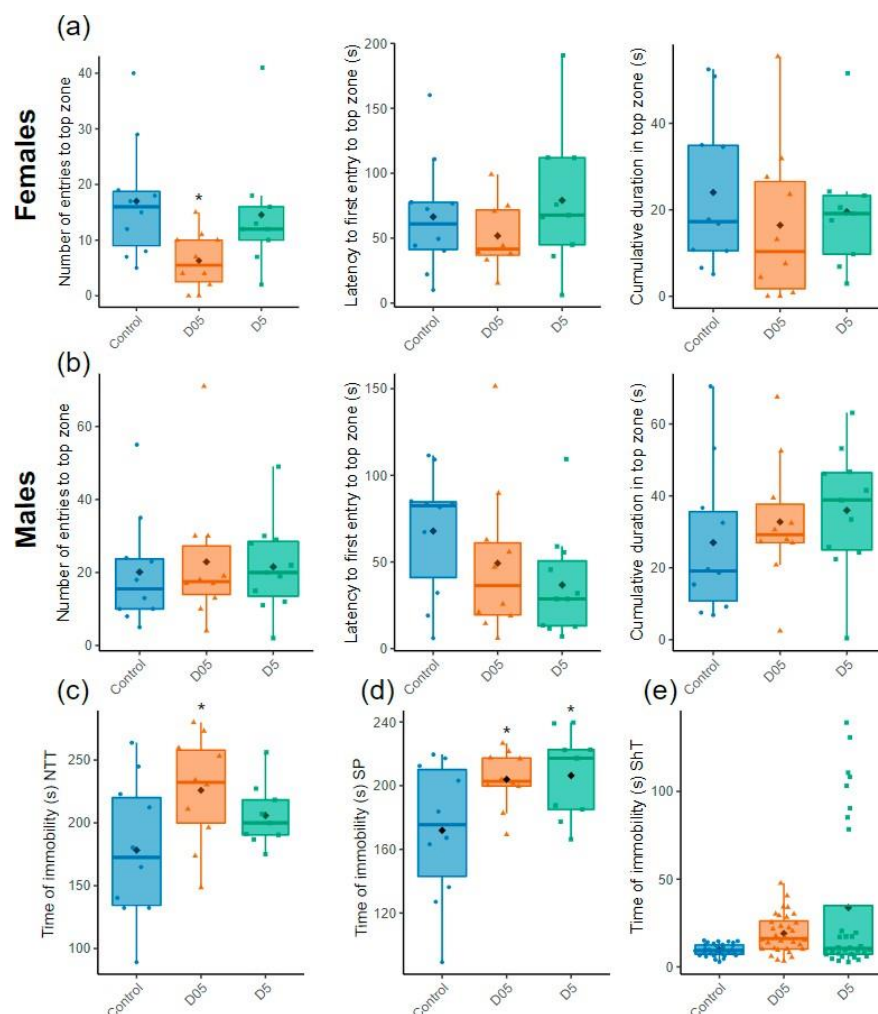 (a)
Females
Number of entries to top zone
40
30
20
10
0
*
Control
D05
D5
Latency to first entry to top zone (s)
200
150
100
50
0
Control
D05
D5
Cumulative duration in top zone (s)
40
20
0
Control
D05
D5
(b)
Males
Number of entries to top zone
60
40
20
0
Control
D05
D5
Latency to first entry to top zone (s)
150
100
50
0
Control
D05
D5
Cumulative duration in top zone (s)
60
40
20
0
Control
D05
D5
(c)
Time of immobility (s) NTT
250
200
150
100
*
Control
D05
D5
(d)
Time of immobility (s) SP
240
200
160
120
*
*
Control
D05
D5
(e)
Time of immobility (s) ShT
100
50
0
Control
D05
D5